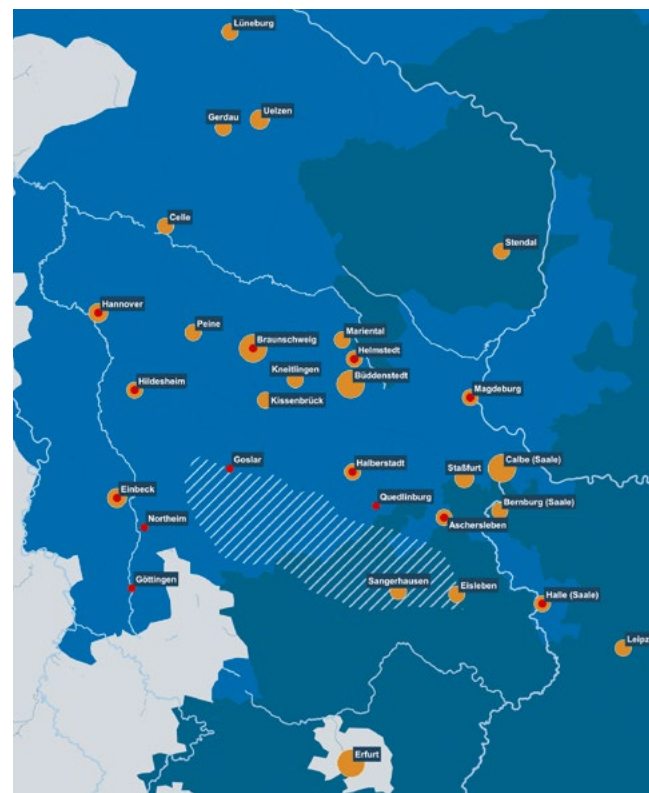 Lüneburg
Uelzen
Gerdau
Celle
Stendal
Hannover
Peine
Braunschweig
Mariental
Helmstedt
Kneitlingen
Büddenstedt
Hildesheim
Kissenbrück
Magdeburg
Goslar
Halberstadt
Staßfurt
Calbe (Saale)
Einbeck
Quedlinburg
Bernburg (Saale)
Northeim
Aschersleben
Göttingen
Sangerhausen
Eisleben
Halle (Saale)
Leipz
Erfurt